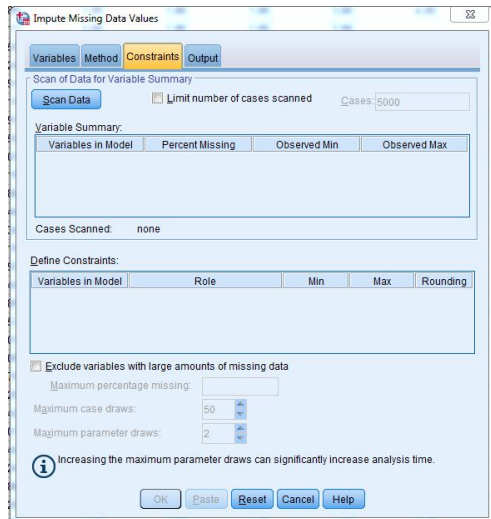 Impute Missing Data Values
Variables Method Constraints Output
Scan of Data for Variable Summary
Scan Data Limit number of cases scanned Cases: 5000
Variable Summary:
Variables in Model Percent Missing Observed Min Observed Max
Cases Scanned: none
Define Constraints:
Variables in Model Role Min Max Rounding
Exclude variables with large amounts of missing data
Maximum percentage missing:
Maximum case draws: 50
Maximum parameter draws: 2
Increasing the maximum parameter draws can significantly increase analysis time.
OK Paste Reset Cancel Help